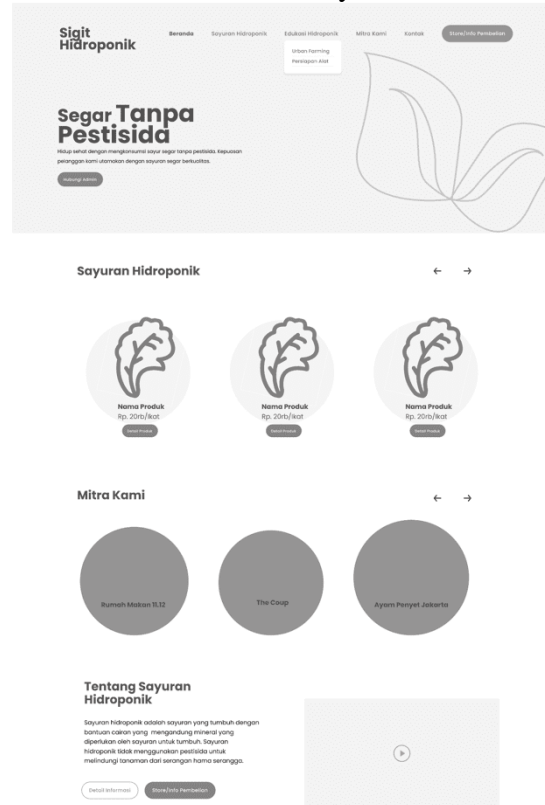 Sigit
Hidroponik
Beranda
Sayuran Hidroponik
Edukasi Hidroponik
Mitra Kami
Kontak
Store/Info Pembelian
Urban Farming
Persiapan Alat
Segar Tanpa
Pestisida
Hidup sehat dengan mengkonsumsi sayur segar tanpa pestisida. Kepuasan
pelanggan kami utamakan dengan sayuran segar berkualitas.
Hubungi Admin
Sayuran Hidroponik
Nama Produk
Rp. 20rb/ikat
Detail Produk
Nama Produk
Rp. 20rb/ikat
Detail Produk
Nama Produk
Rp. 20rb/ikat
Detail Produk
Mitra Kami
Rumah Makan 11.12
The Coup
Ayam Penyet Jakarta
Tentang Sayuran
Hidroponik
Sayuran hidroponik adalah sayuran yang tumbuh dengan
bantuan cairan yang mengandung mineral yang
diperlukan oleh sayuran untuk tumbuh. Sayuran
hidroponik tidak menggunakan pestisida untuk
melindungi tanaman dari serangan hama serangga.
Detail Informasi
Store/Info Pembelian